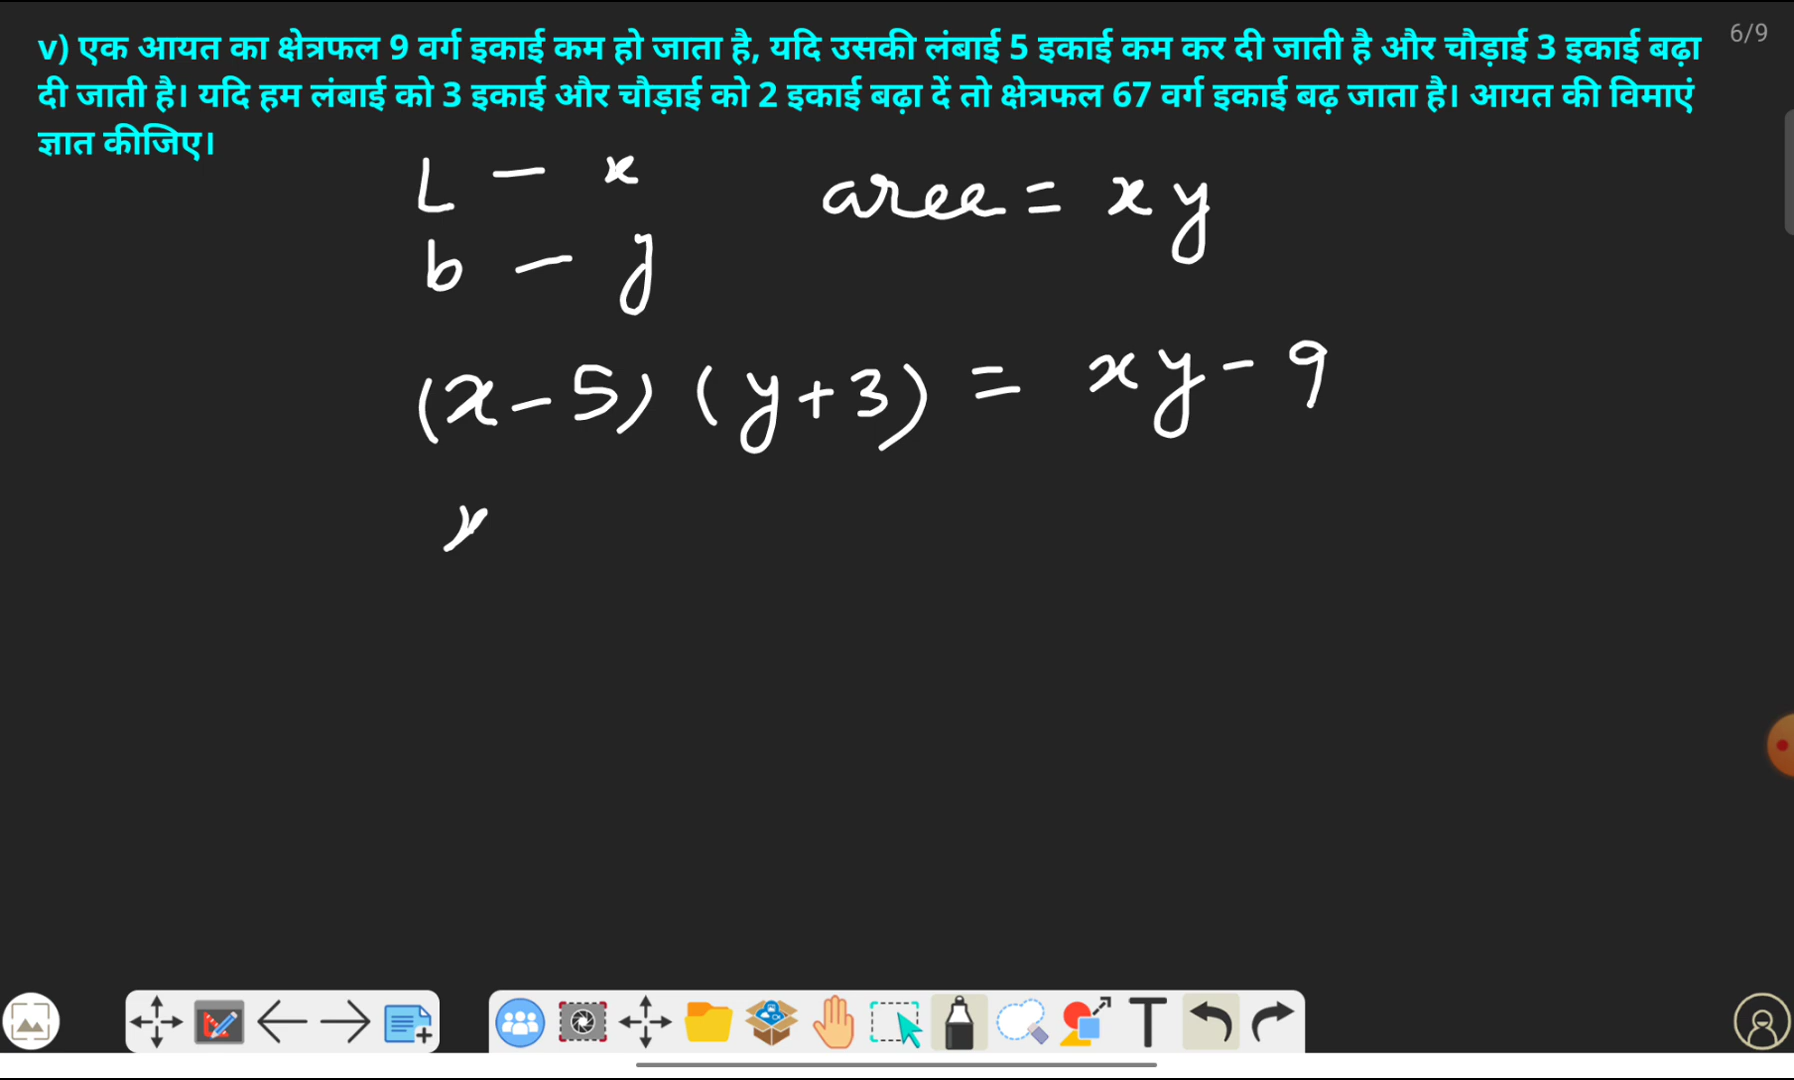 v) एक आयत का क्षेत्रफल 9 वर्ग इकाई कम हो जाता है, यदि उसकी लंबाई 5 इकाई कम कर दी जाती है और चौड़ाई 3 इकाई बढ़ा
दी जाती है। यदि हम लंबाई को 3 इकाई और चौड़ाई को 2 इकाई बढ़ा दें तो क्षेत्रफल 67 वर्ग इकाई बढ़ जाता है। आयत की विमाएं
ज्ञात कीजिए।
6/9
L - x
b - y
area = xy
(x-5) (y+3) = xy-9
T